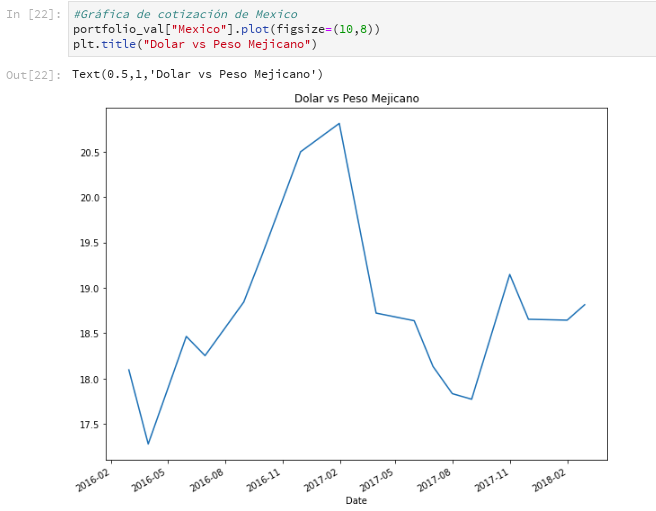 In [22]: #Gráfica de cotización de Mexico
portfolio_val["Mexico"].plot(figsize=(10,8))
plt.title("Dolar vs Peso Mejicano")
Out[22]: Text(0.5,1,'Dolar vs Peso Mejicano')
Dolar vs Peso Mejicano
20.5
20.0
19.5
19.0
18.5
18.0
17.5
2016-02 2016-05 2016-08 2016-11 2017-02 2017-05 2017-08 2017-11 2018-02
Date